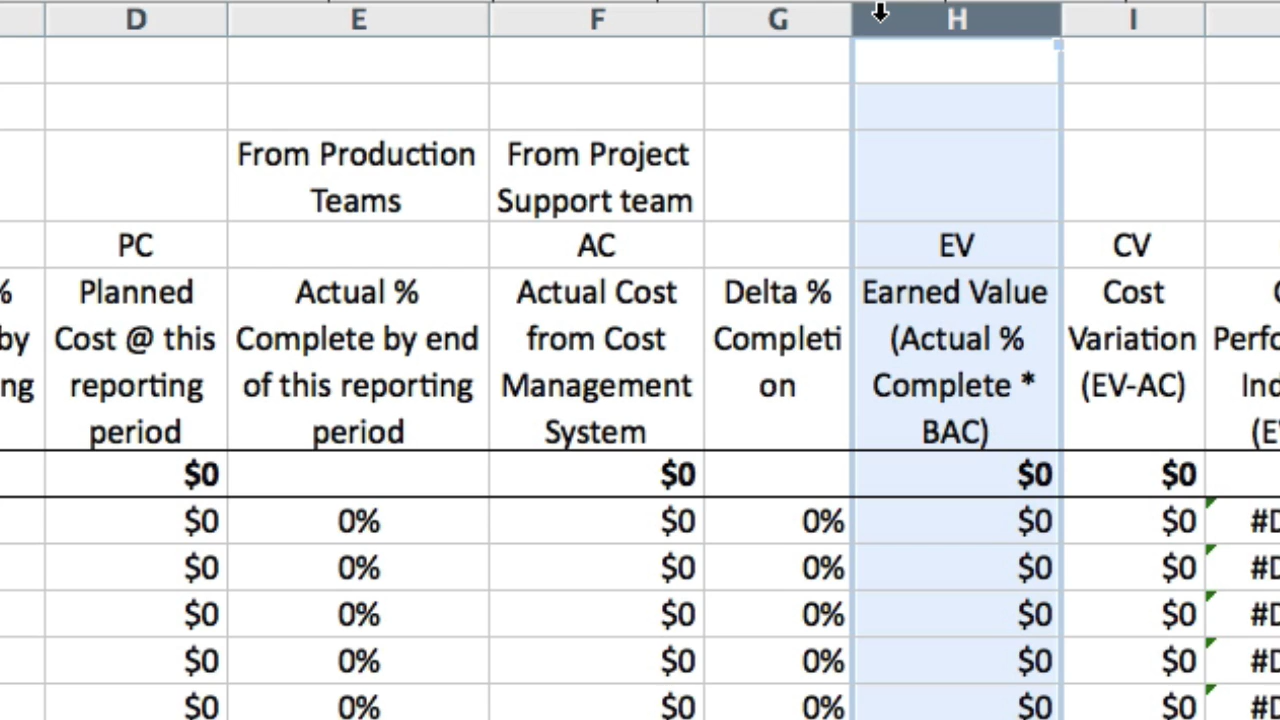 D E F G H I
From Production From Project
Teams Support team
PC AC EV CV
% Planned Actual % Actual Cost Delta % Earned Value Cost
by Cost @ this Complete by end from Cost Completi (Actual % Variation
ng reporting of this reporting Management on Complete * (EV-AC)
period period System BAC)
$0 $0 $0 $0
$0 0% $0 0% $0 $0 #D
$0 0% $0 0% $0 $0 #D
$0 0% $0 0% $0 $0 #D
$0 0% $0 0% $0 $0 #D
$0 0% $0 0% $0 $0 #D